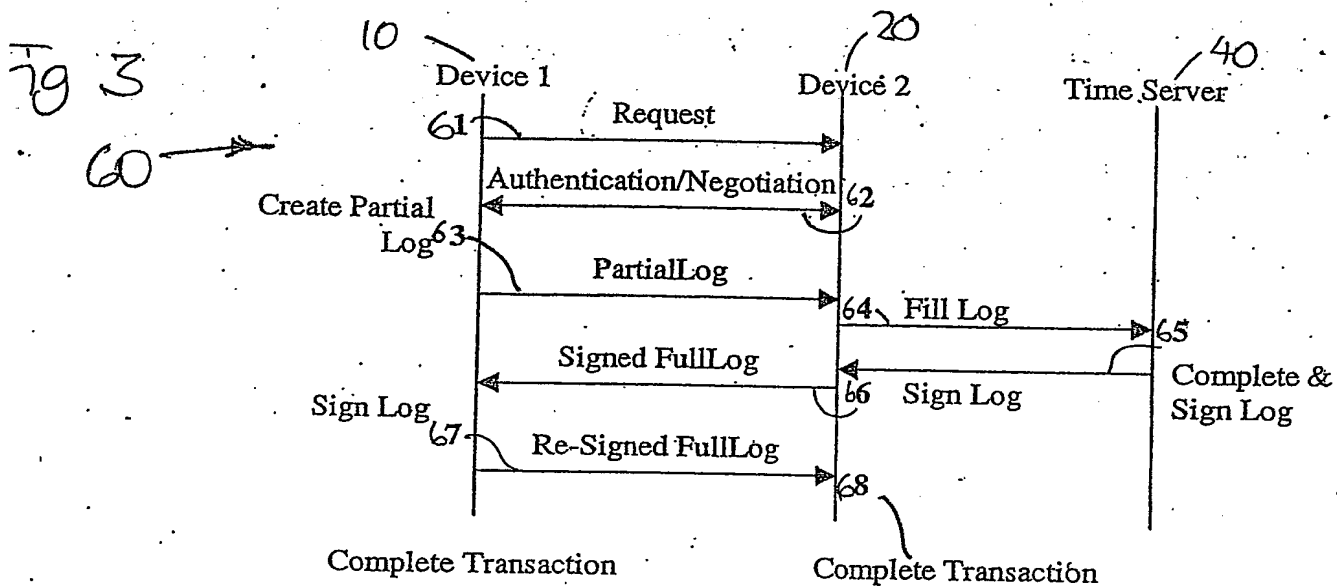 Fig 3
10
20
40
Device 1
Device 2
Time Server
60
61
Request
Authentication/Negotiation
62
Create Partial
Log
63
PartialLog
64
Fill Log
65
Signed FullLog
66
Sign Log
Complete &
Sign Log
Sign Log
67
Re-Signed FullLog
68
Complete Transaction
Complete Transaction